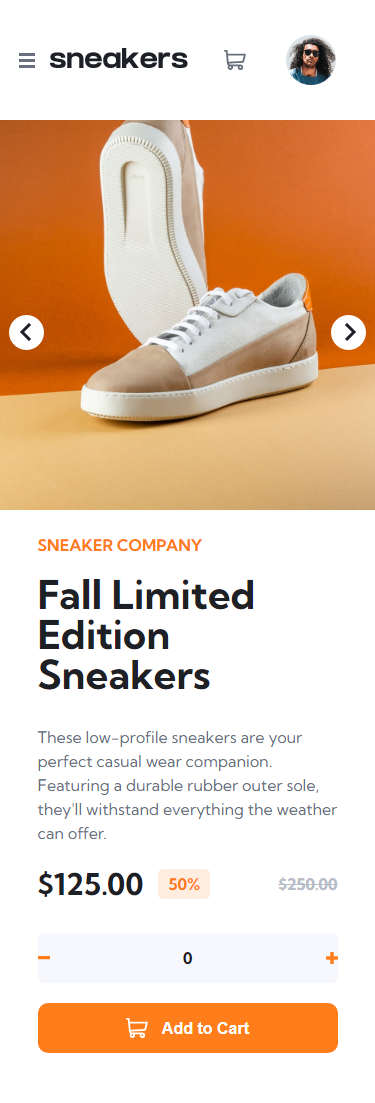 sneakers
SNEAKER COMPANY
Fall Limited
Edition
Sneakers
These low-profile sneakers are your
perfect casual wear companion.
Featuring a durable rubber outer sole,
they'll withstand everything the weather
can offer.
$125.00 50% $250.00
0
Add to Cart